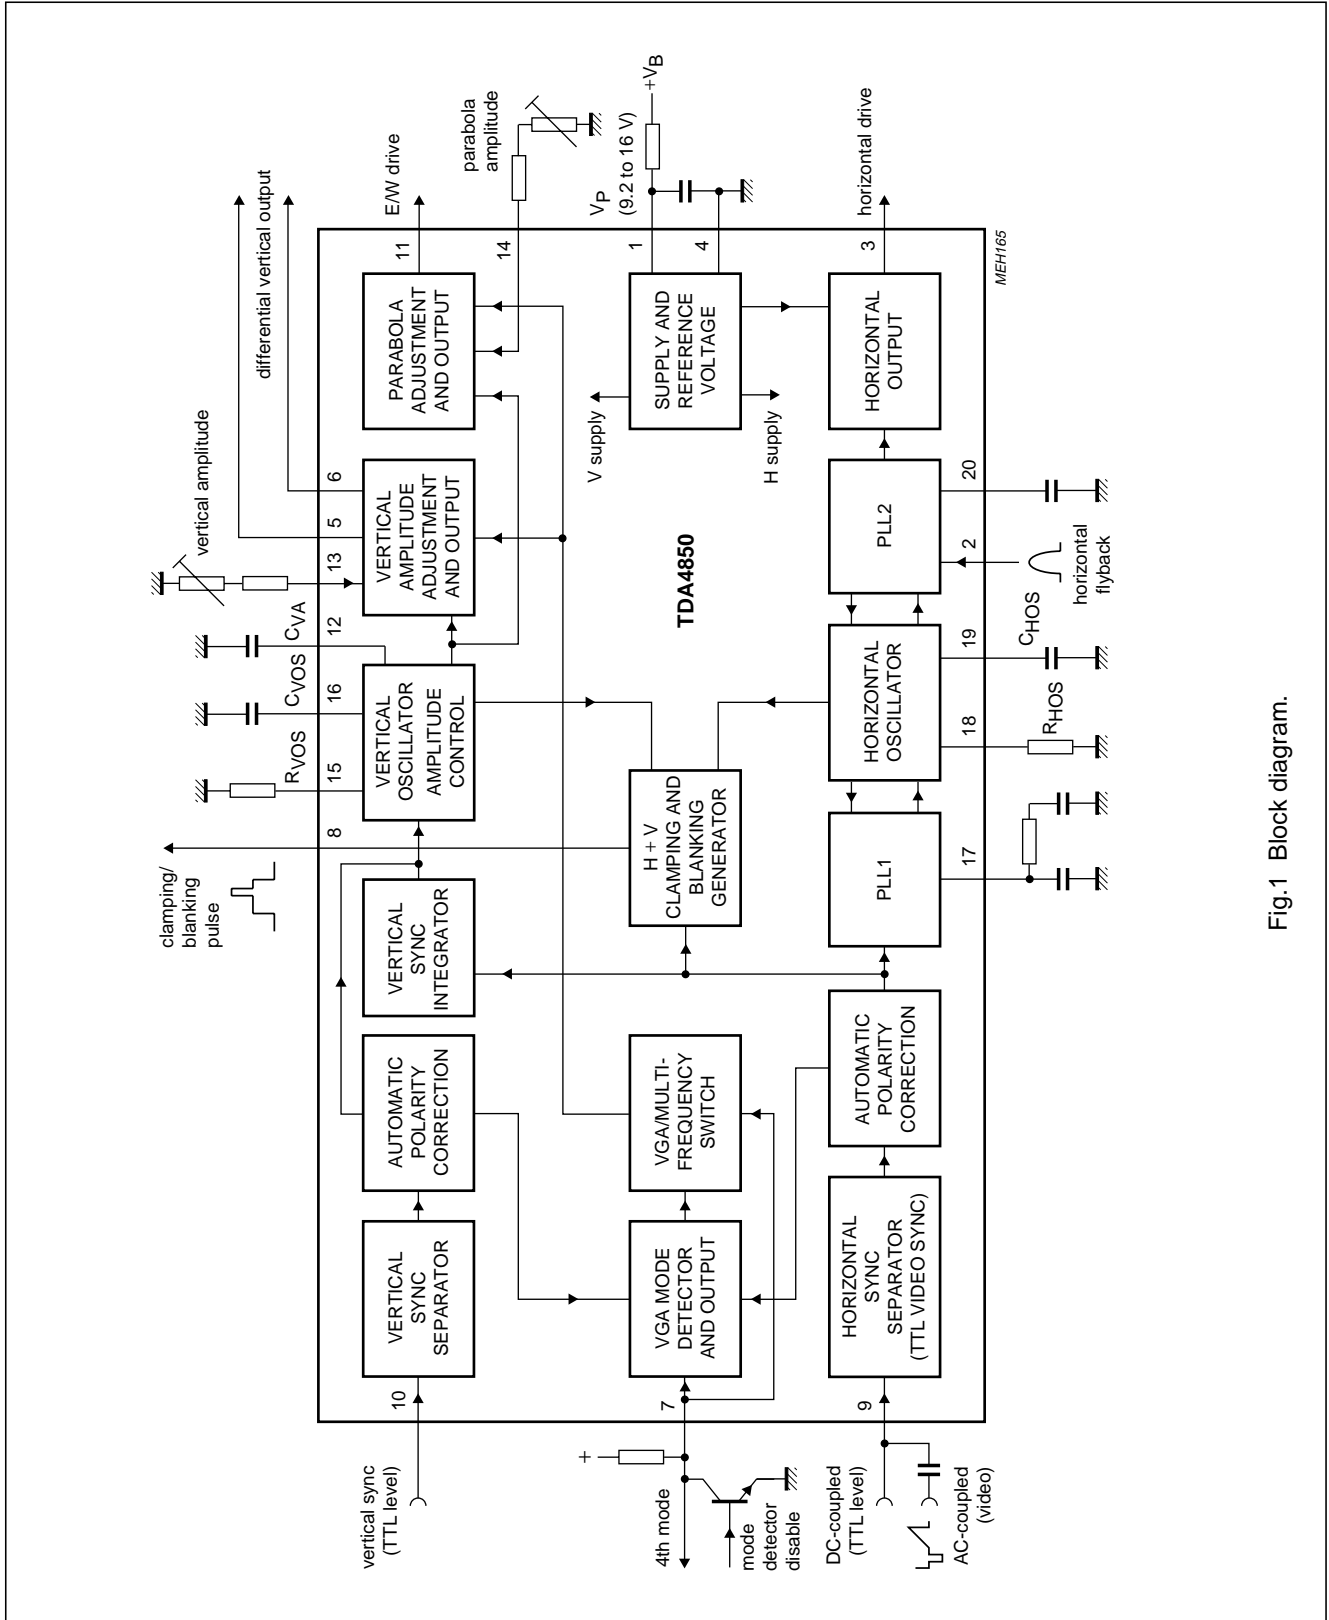 vertical sync
(TTL level)
10
VERTICAL
SYNC
SEPARATOR
AUTOMATIC
POLARITY
CORRECTION
VERTICAL
SYNC
INTEGRATOR
clamping/
blanking
pulse
8
RVOS
15
CVOS
16
CVA
12
VERTICAL
OSCILLATOR
AMPLITUDE
CONTROL
vertical amplitude
13
5
6
VERTICAL
AMPLITUDE
ADJUSTMENT
AND OUTPUT
differential vertical output
PARABOLA
ADJUSTMENT
AND OUTPUT
11
E/W drive
14
parabola
amplitude
4th mode
+
mode
detector
disable
7
VGA MODE
DETECTOR
AND OUTPUT
VGA/MULTI-
FREQUENCY
SWITCH
H + V
CLAMPING AND
BLANKING
GENERATOR
TDA4850
V supply
H supply
SUPPLY AND
REFERENCE
VOLTAGE
1
4
VP
(9.2 to 16 V)
+VB
DC-coupled
(TTL level)
AC-coupled
(video)
9
HORIZONTAL
SYNC
SEPARATOR
(TTL VIDEO SYNC)
AUTOMATIC
POLARITY
CORRECTION
PLL1
17
HORIZONTAL
OSCILLATOR
18
RHOS
19
CHOS
PLL2
2
horizontal
flyback
20
HORIZONTAL
OUTPUT
3
horizontal drive
MEH165
Fig.1 Block diagram.